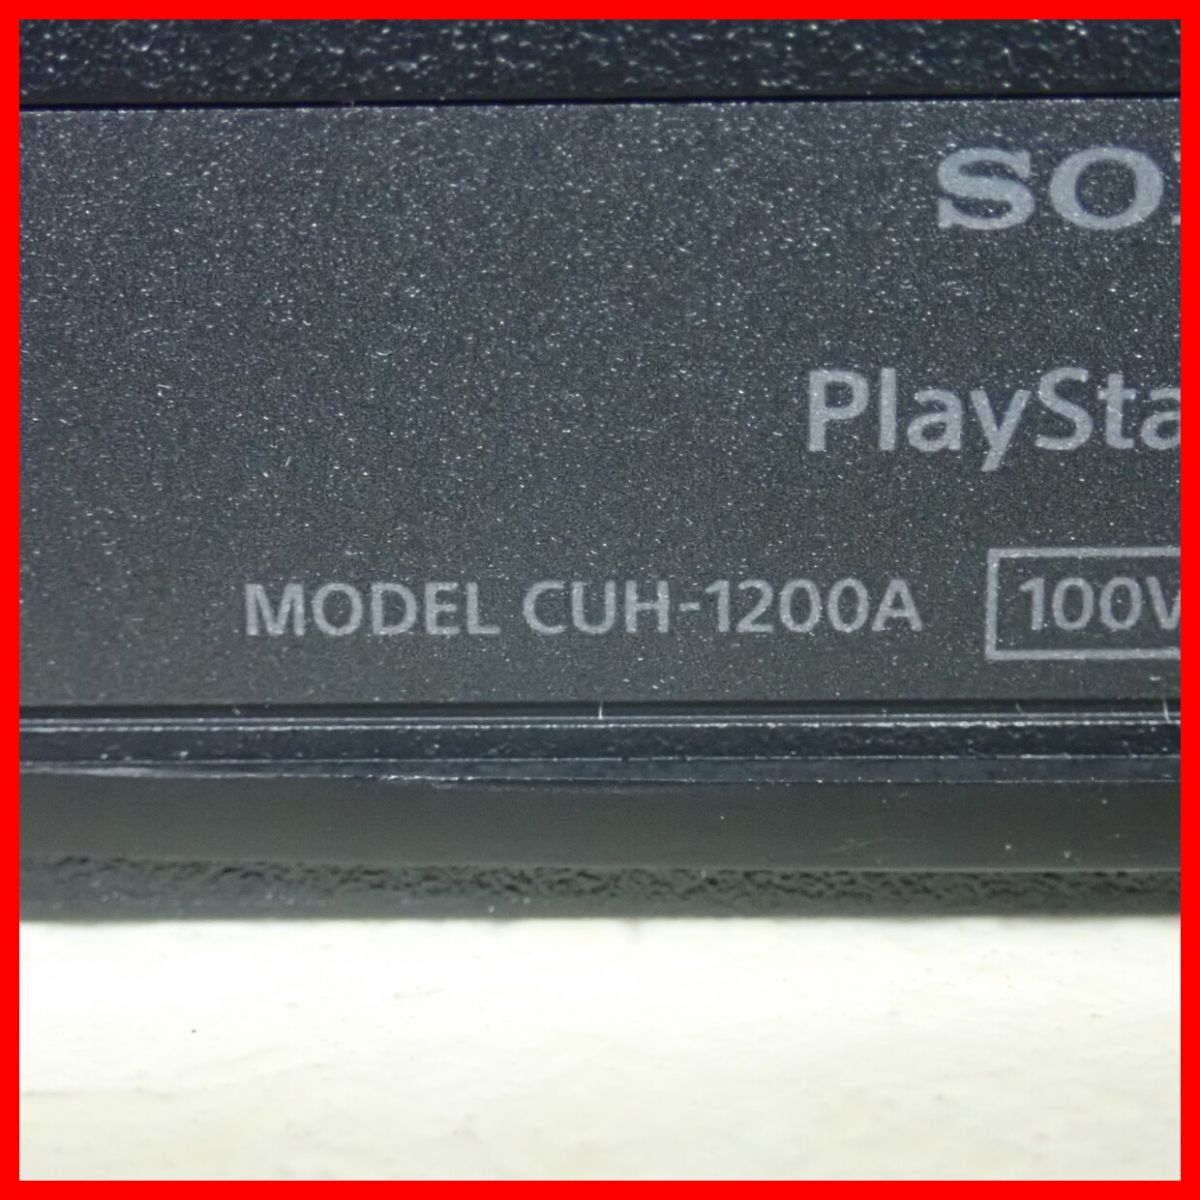 SO
PlaySta
MODEL CUH-1200A 100V